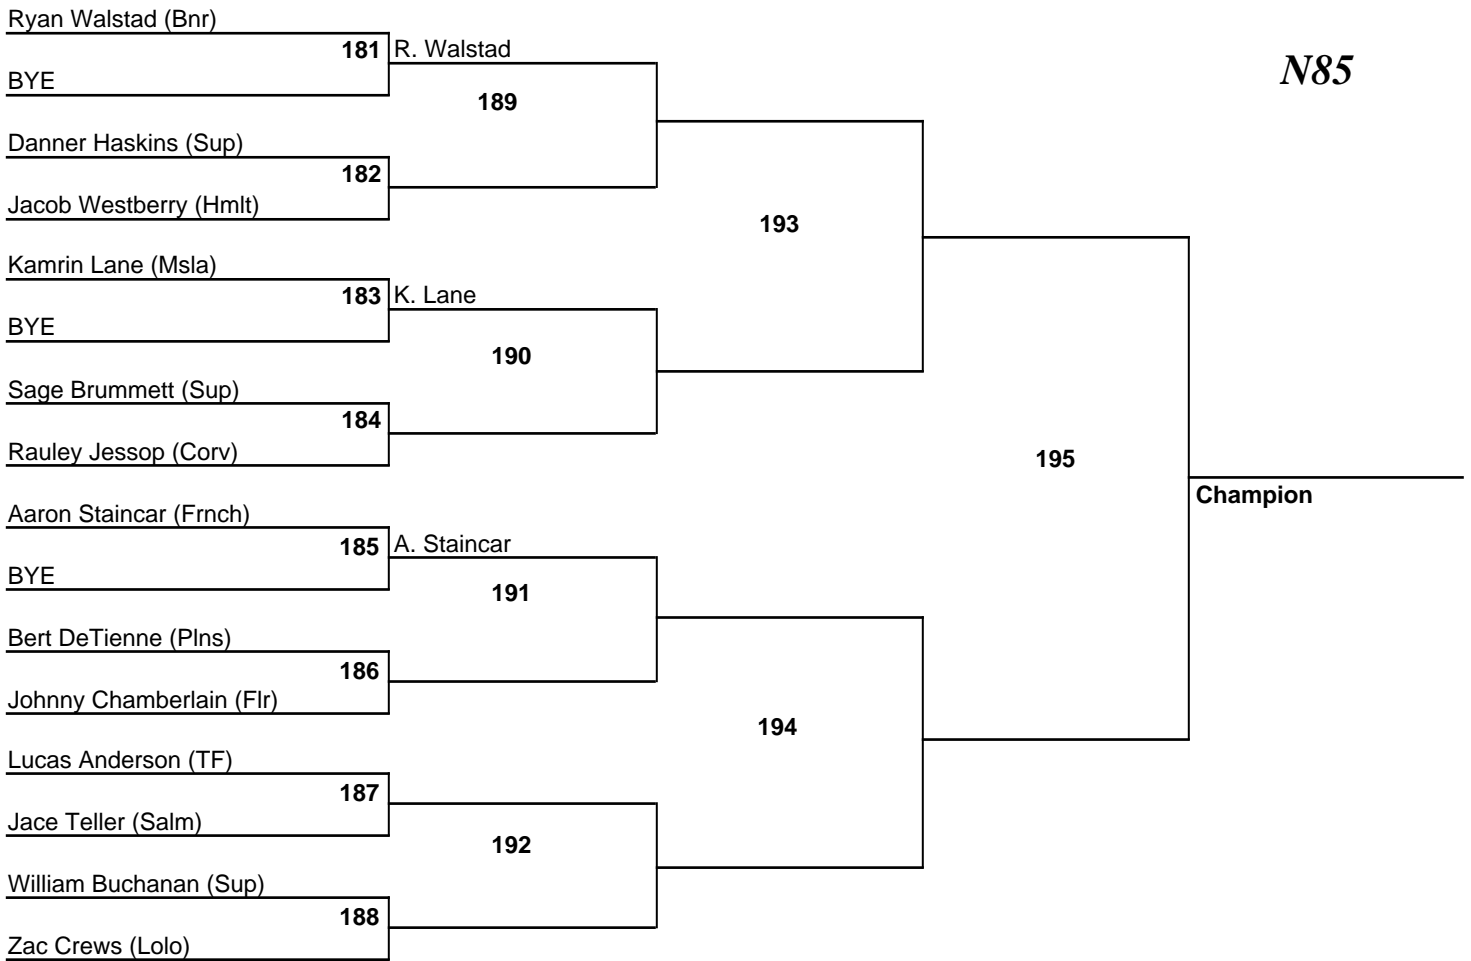 Ryan Walstad (Bnr)
181 R. Walstad
N85
BYE
189
Danner Haskins (Sup)
182
Jacob Westberry (Hmlt)
193
Kamrin Lane (Msla)
183 K. Lane
BYE
190
Sage Brummett (Sup)
184
Rauley Jessop (Corv)
195
Champion
Aaron Staincar (Frnch)
185 A. Staincar
BYE
191
Bert DeTienne (Plns)
186
Johnny Chamberlain (Flr)
194
Lucas Anderson (TF)
187
Jace Teller (Salm)
192
William Buchanan (Sup)
188
Zac Crews (Lolo)